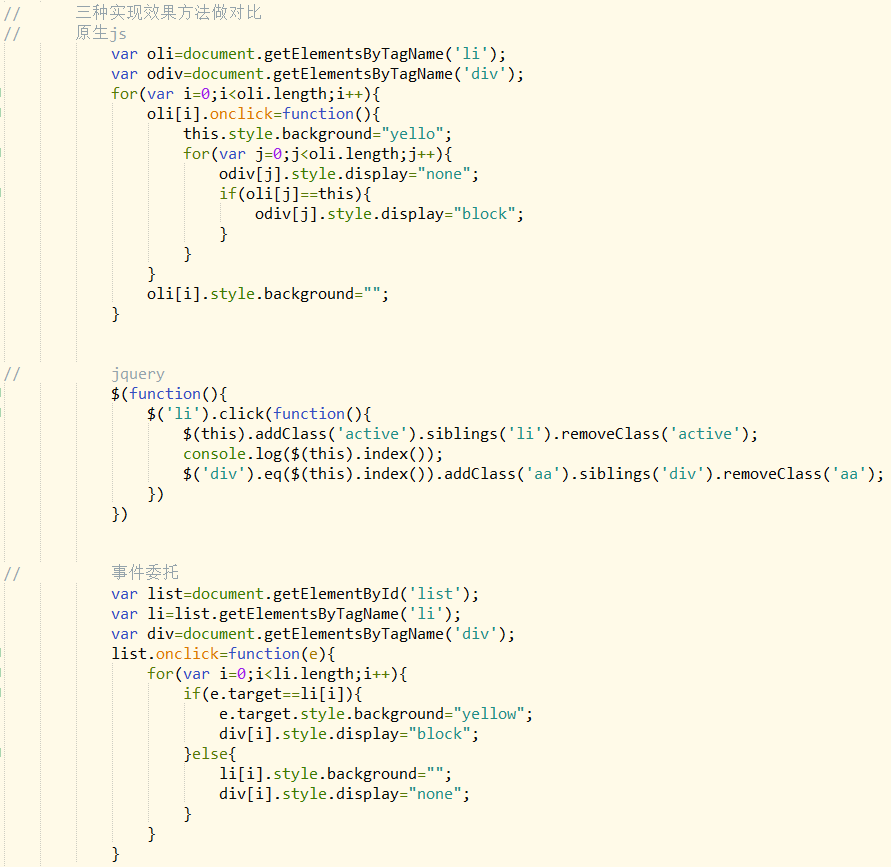 //      三种实现效果方法做对比
//      原生js
            var oli=document.getElementsByTagName('li');
            var odiv=document.getElementsByTagName('div');
            for(var i=0;i<oli.length;i++){
                oli[i].onclick=function(){
                    this.style.background="yello";
                    for(var j=0;j<oli.length;j++){
                        odiv[j].style.display="none";
                        if(oli[j]==this){
                            odiv[j].style.display="block";
                        }
                    }
                }
                oli[i].style.background="";
            }
//          jquery
            $(function(){
                $('li').click(function(){
                    $(this).addClass('active').siblings('li').removeClass('active');
                    console.log($(this).index());
                    $('div').eq($(this).index()).addClass('aa').siblings('div').removeClass('aa');
                })
            })
//          事件委托
            var list=document.getElementById('list');
            var li=list.getElementsByTagName('li');
            var div=document.getElementsByTagName('div');
            list.onclick=function(e){
                for(var i=0;i<li.length;i++){
                    if(e.target==li[i]){
                        e.target.style.background="yellow";
                        div[i].style.display="block";
                    }else{
                        li[i].style.background="";
                        div[i].style.display="none";
                    }
                }
            }